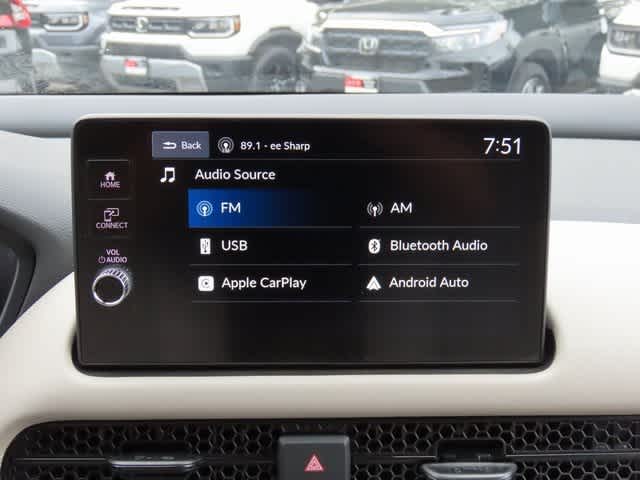 Back 89.1 - ee Sharp 7:51
Audio Source
HOME
FM AM
CONNECT
USB Bluetooth Audio
VOL
AUDIO
Apple CarPlay Android Auto